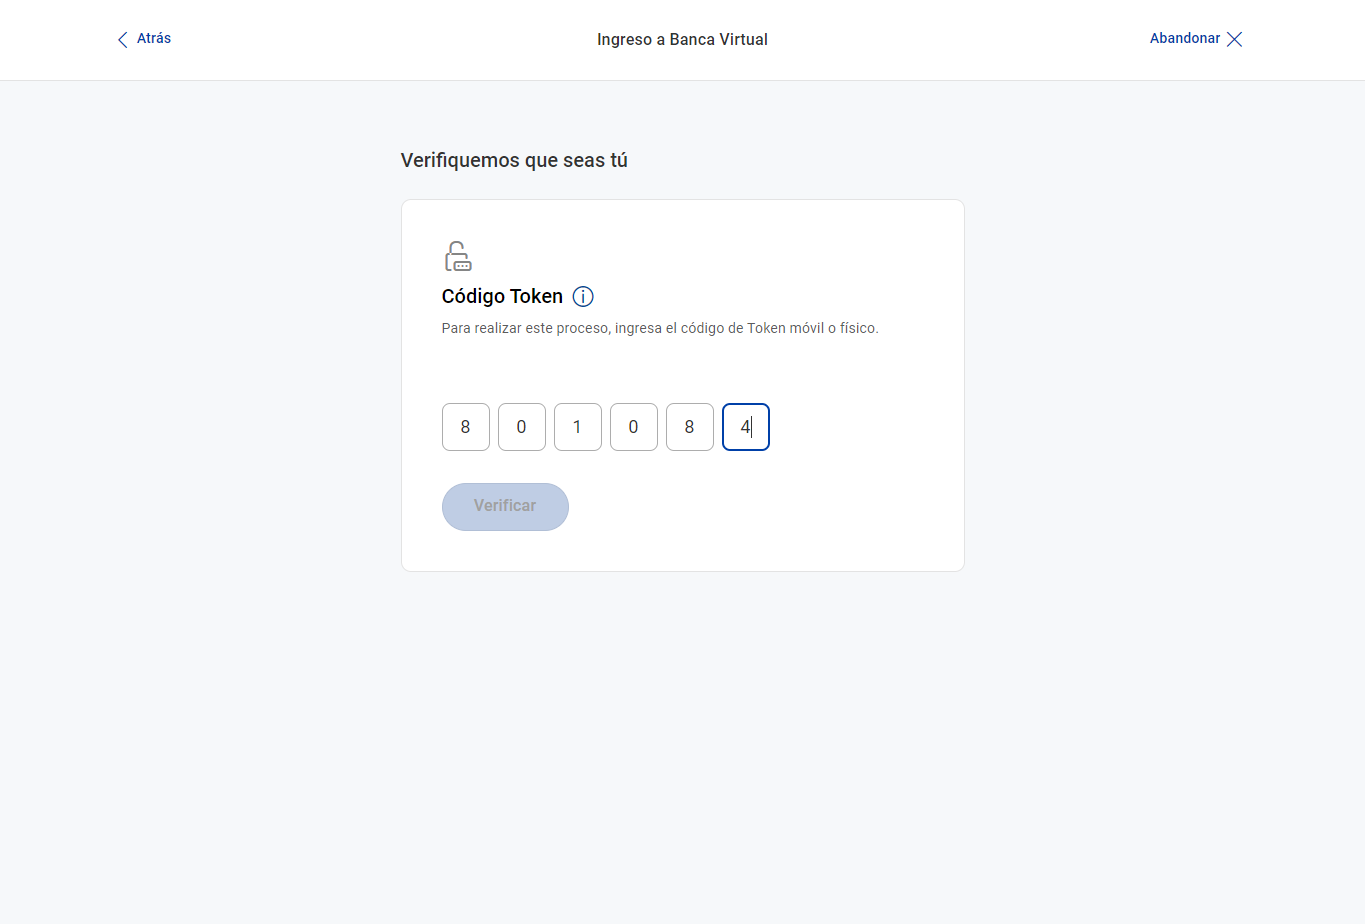 Atrás
Ingreso a Banca Virtual
Abandonar
Verifiquemos que seas tú
Código Token
Para realizar este proceso, ingresa el código de Token móvil o físico.
8 0 1 0 8 4
Verificar